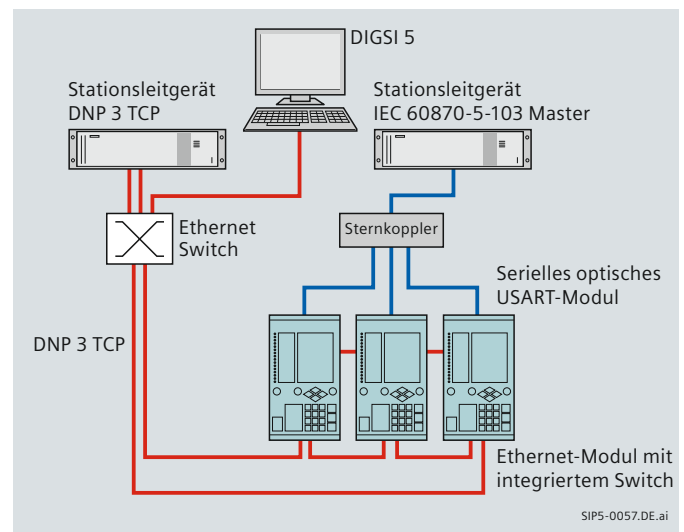 DIGSI 5
Stationsleitgerät
DNP 3 TCP
Stationsleitgerät
IEC 60870-5-103 Master
Ethernet
Switch
Sternkoppler
Serielles optisches
USART-Modul
DNP 3 TCP
Ethernet-Modul mit
integriertem Switch
SIP5-0057.DE.ai